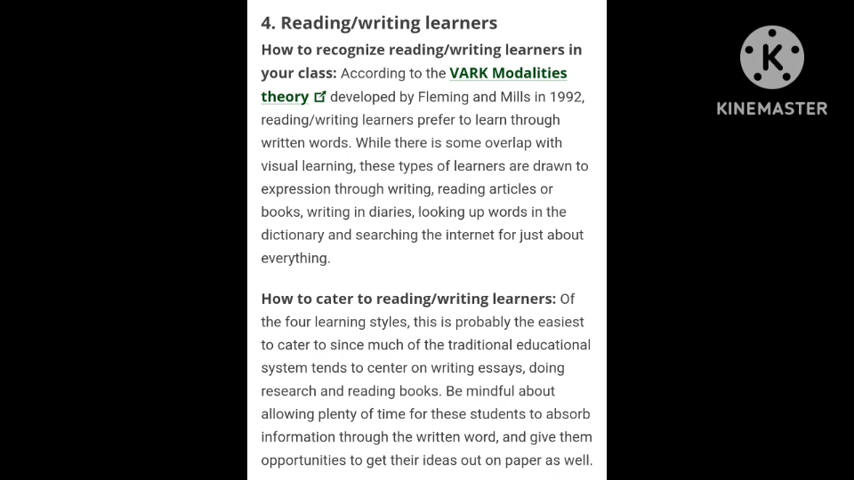 4. Reading/writing learners
How to recognize reading/writing learners in
your class: According to the VARK Modalities
theory developed by Fleming and Mills in 1992,
reading/writing learners prefer to learn through
written words. While there is some overlap with
visual learning, these types of learners are drawn to
expression through writing, reading articles or
books, writing in diaries, looking up words in the
dictionary and searching the internet for just about
everything.
How to cater to reading/writing learners: Of
the four learning styles, this is probably the easiest
to cater to since much of the traditional educational
system tends to center on writing essays, doing
research and reading books. Be mindful about
allowing plenty of time for these students to absorb
information through the written word, and give them
opportunities to get their ideas out on paper as well.
K
KINEMASTER